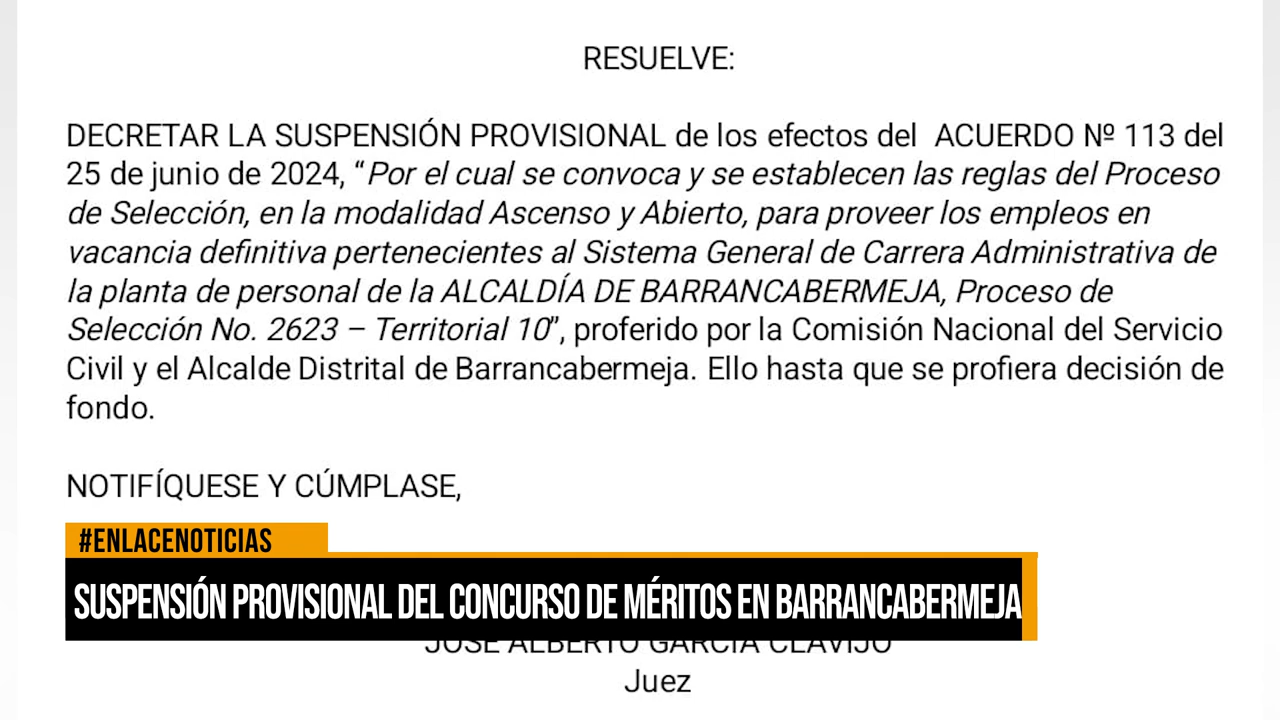 RESUELVE:
DECRETAR LA SUSPENSIÓN PROVISIONAL de los efectos del ACUERDO Nº 113 del
25 de junio de 2024, “Por el cual se convoca y se establecen las reglas del Proceso
de Selección, en la modalidad Ascenso y Abierto, para proveer los empleos en
vacancia definitiva pertenecientes al Sistema General de Carrera Administrativa de
la planta de personal de la ALCALDÍA DE BARRANCABERMEJA, Proceso de
Selección No. 2623 – Territorial 10”, proferido por la Comisión Nacional del Servicio
Civil y el Alcalde Distrital de Barrancabermeja. Ello hasta que se profiera decisión de
fondo.
NOTIFÍQUESE Y CÚMPLASE,
#ENLACENOTICIAS
SUSPENSIÓN PROVISIONAL DEL CONCURSO DE MÉRITOS EN BARRANCABERMEJA
JOSE ALBERTO GARCIA CLAVIJO
Juez